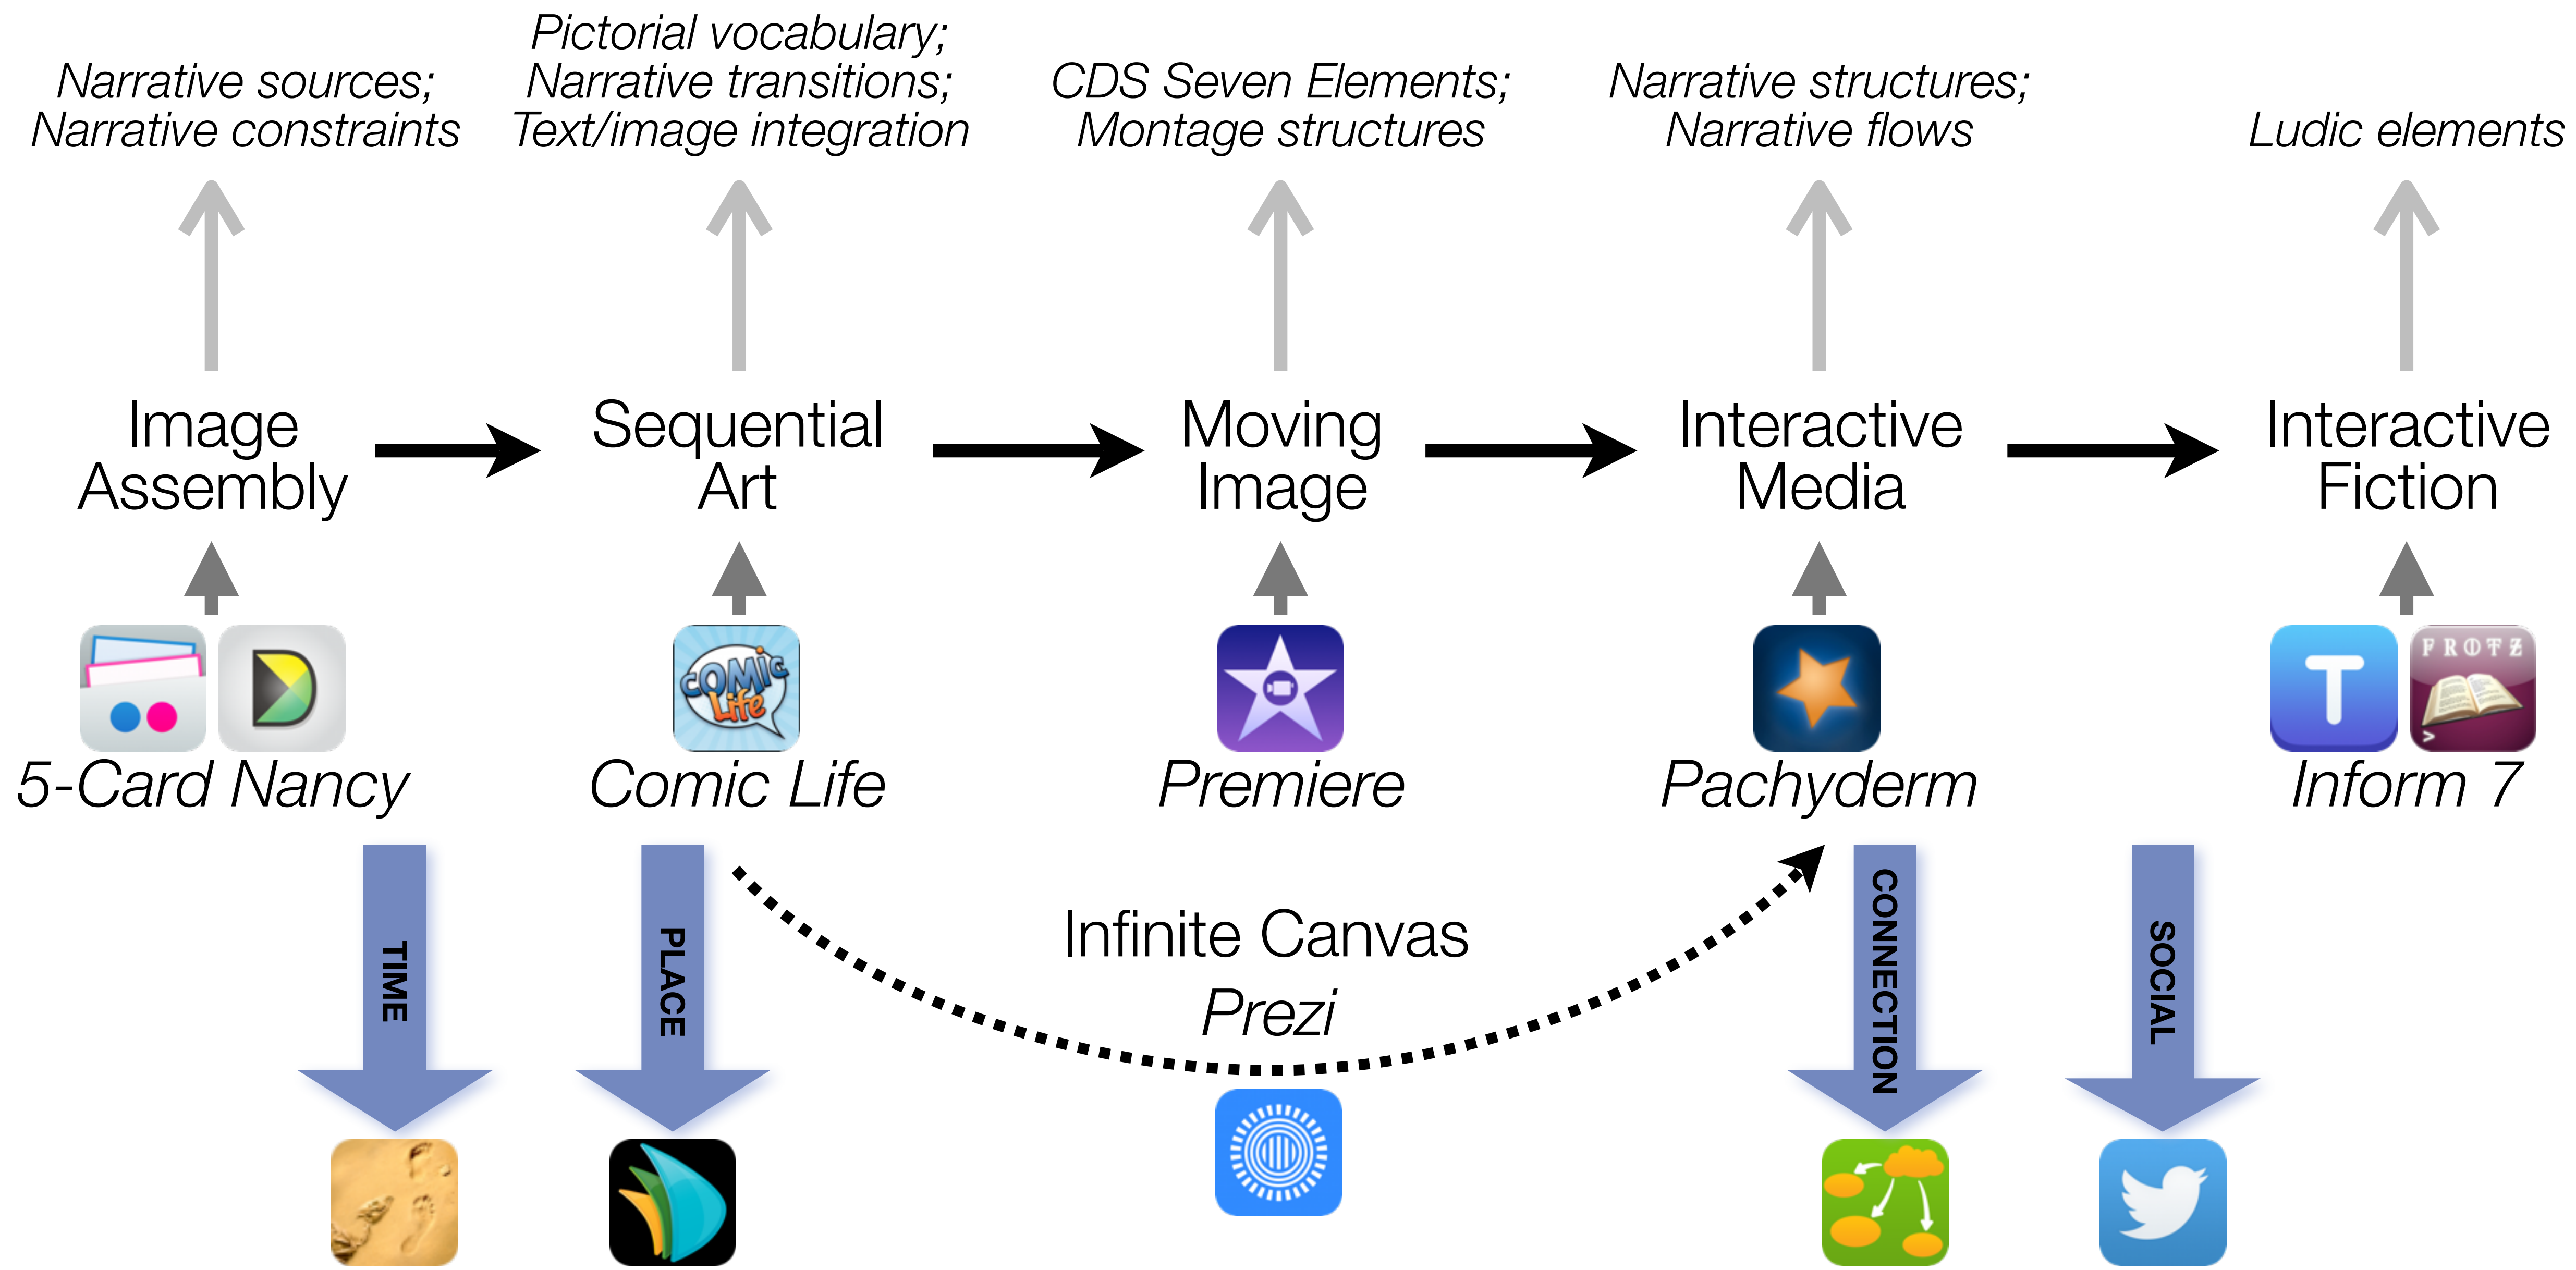 Narrative sources;
Narrative constraints
Pictorial vocabulary;
Narrative transitions;
Text/image integration
CDS Seven Elements;
Montage structures
Narrative structures;
Narrative flows
Ludic elements
Image
Assembly
Sequential
Art
Moving
Image
Interactive
Media
Interactive
Fiction
D
COMIC
Life
T
FROTZ
>
5-Card Nancy
Comic Life
Premiere
Pachyderm
Inform 7
TIME
PLACE
Infinite Canvas
Prezi
CONNECTION
SOCIAL